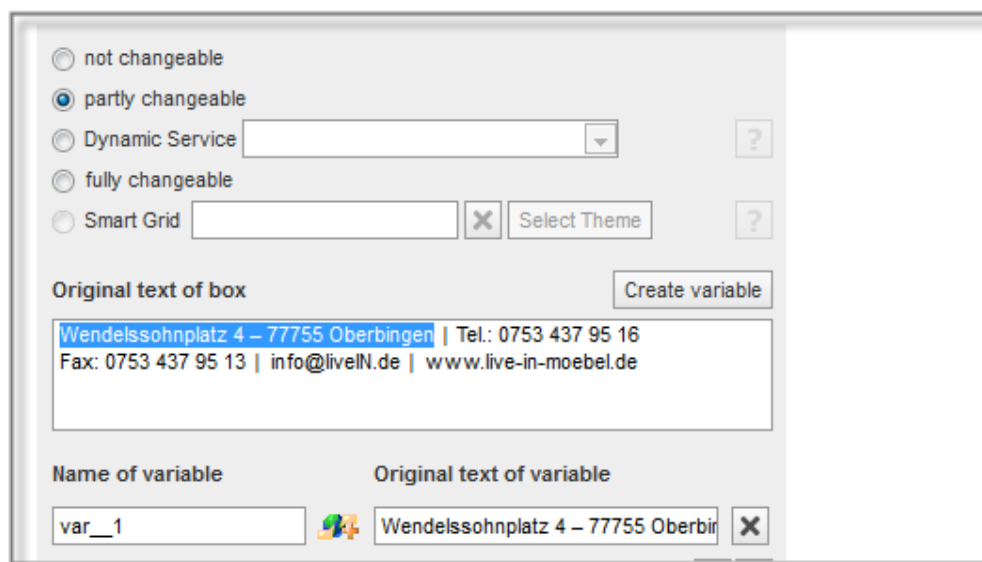 not changeable
partly changeable
Dynamic Service ?
fully changeable
Smart Grid Select Theme ?
Original text of box Create variable
Wendelssohnplatz 4 – 77755 Oberbingen | Tel.: 0753 437 95 16
Fax: 0753 437 95 13 | info@liveIN.de | www.live-in-moebel.de
Name of variable Original text of variable
var__1 Wendelssohnplatz 4 – 77755 Oberbin